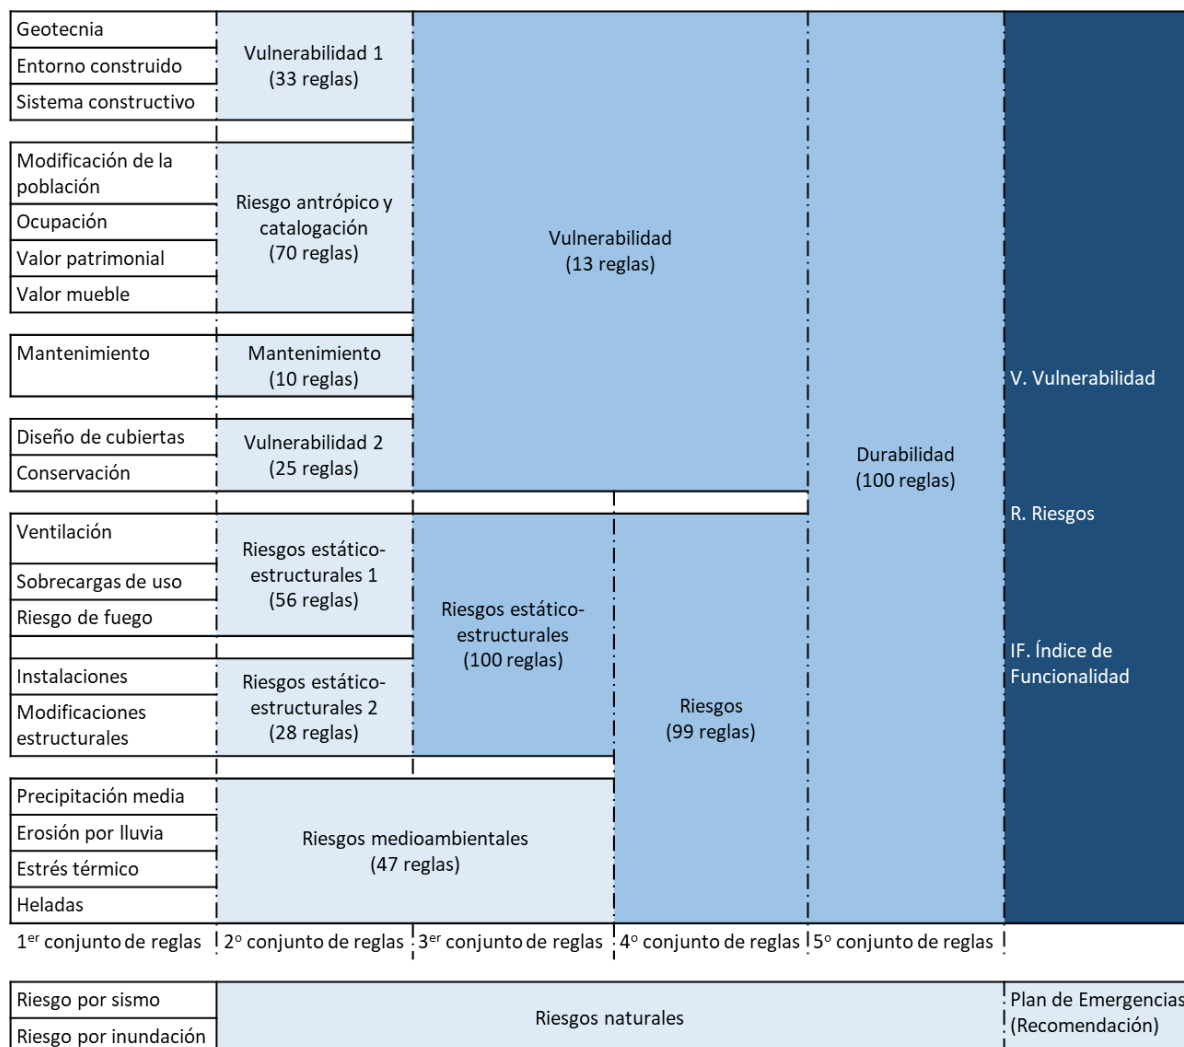 Geotecnia
Entorno construido
Sistema constructivo
Vulnerabilidad 1
(33 reglas)
Modificación de la
población
Ocupación
Valor patrimonial
Valor mueble
Riesgo antrópico y
catalogación
(70 reglas)
Mantenimiento
Mantenimiento
(10 reglas)
Diseño de cubiertas
Conservación
Vulnerabilidad 2
(25 reglas)
Vulnerabilidad
(13 reglas)
Ventilación
Sobrecargas de uso
Riesgo de fuego
Riesgos estático-
estructurales 1
(56 reglas)
Instalaciones
Modificaciones
estructurales
Riesgos estático-
estructurales 2
(28 reglas)
Riesgos estático-
estructurales
(100 reglas)
Precipitación media
Erosión por lluvia
Estrés térmico
Heladas
Riesgos medioambientales
(47 reglas)
Riesgos
(99 reglas)
Durabilidad
(100 reglas)
V. Vulnerabilidad
R. Riesgos
IF. Índice de
Funcionalidad
1er conjunto de reglas
2º conjunto de reglas
3er conjunto de reglas
4º conjunto de reglas
5º conjunto de reglas
Riesgo por sismo
Riesgo por inundación
Riesgos naturales
Plan de Emergencias
(Recomendación)